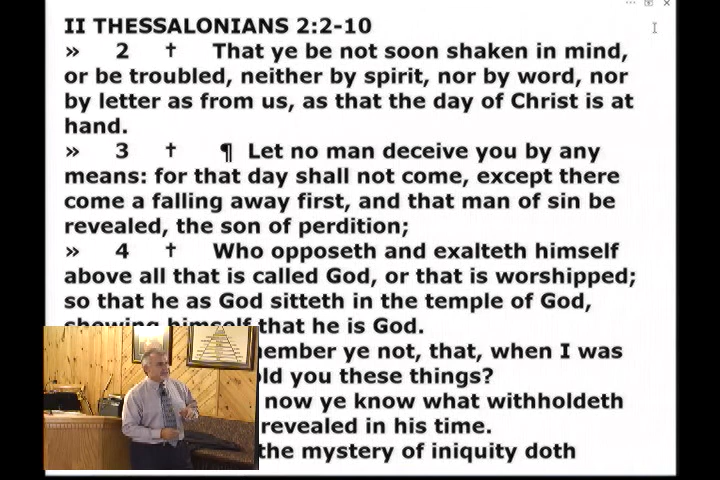 II THESSALONIANS 2:2-10
» 2 ✝ That ye be not soon shaken in mind,
or be troubled, neither by spirit, nor by word, nor
by letter as from us, as that the day of Christ is at
hand.
» 3 ✝ ¶ Let no man deceive you by any
means: for that day shall not come, except there
come a falling away first, and that man of sin be
revealed, the son of perdition;
» 4 ✝ Who opposeth and exalteth himself
above all that is called God, or that is worshipped;
so that he as God sitteth in the temple of God,
shewing himself that he is God.
member ye not, that, when I was
old you these things?
now ye know what withholdeth
revealed in his time.
the mystery of iniquity doth